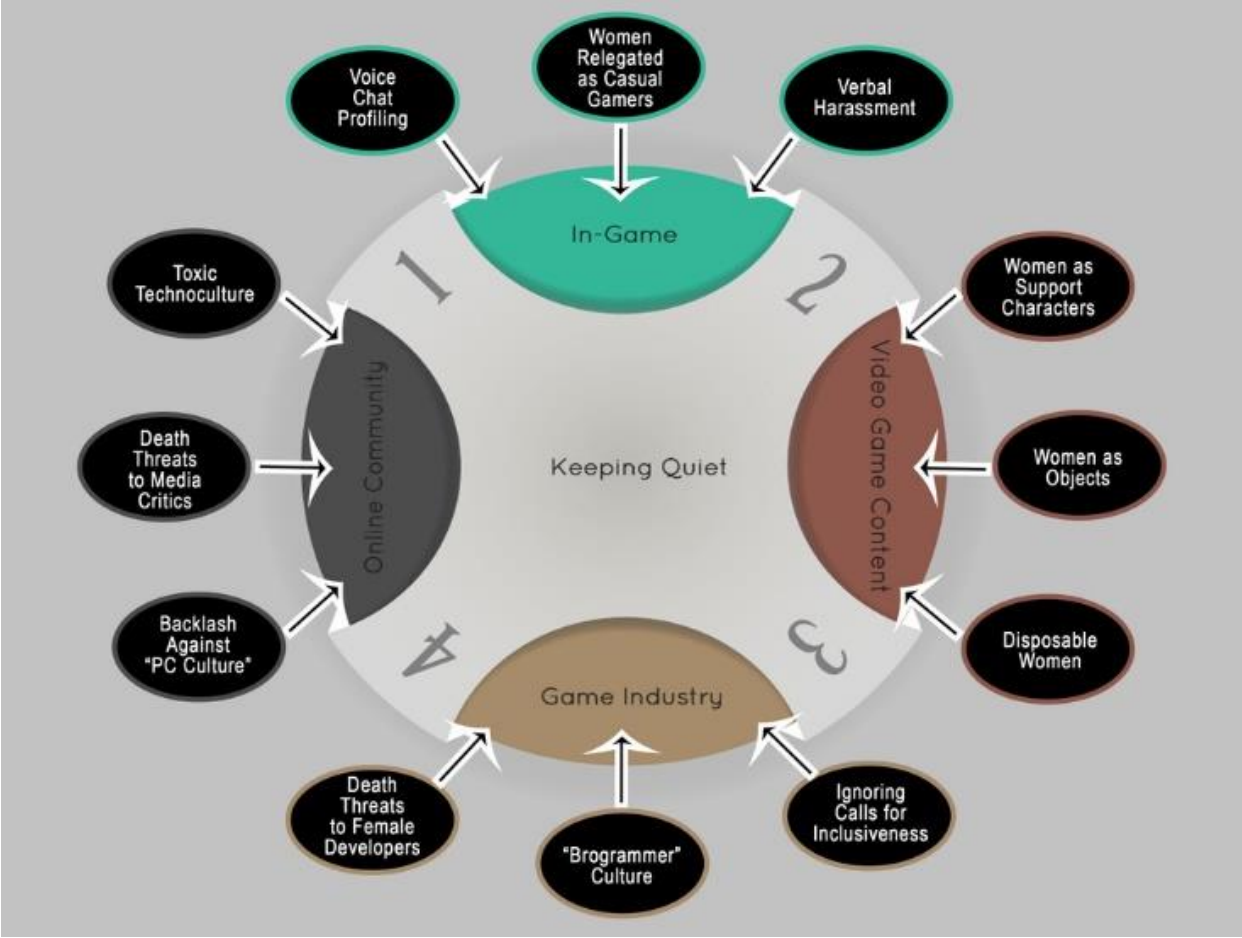 Women
Relegated
as Casual
Gamers
Voice
Chat
Profiling
Verbal
Harassment
In-Game
1
2
Toxic
Technoculture
Women as
Support
Characters
Online Community
Video Game Content
Death
Threats
to Media
Critics
Keeping Quiet
Women as
Objects
Backlash
Against
"PC Culture"
4
3
Disposable
Women
Game Industry
Death
Threats
to Female
Developers
"Brogrammer"
Culture
Ignoring
Calls for
Inclusiveness